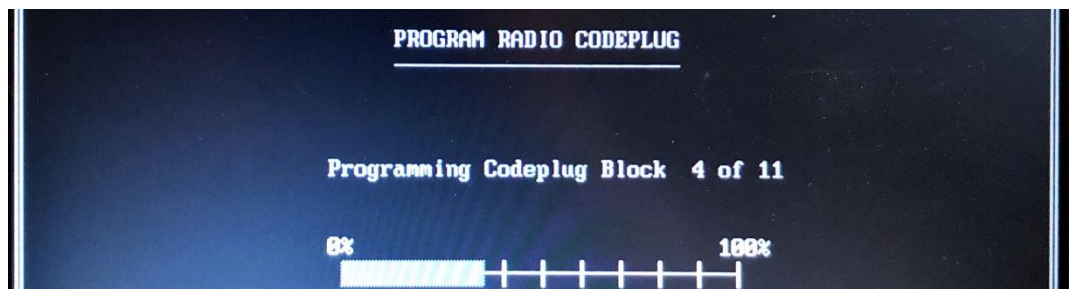 PROGRAM RADIO CODEPLUG
Programming Codeplug Block 4 of 11
0% 100%